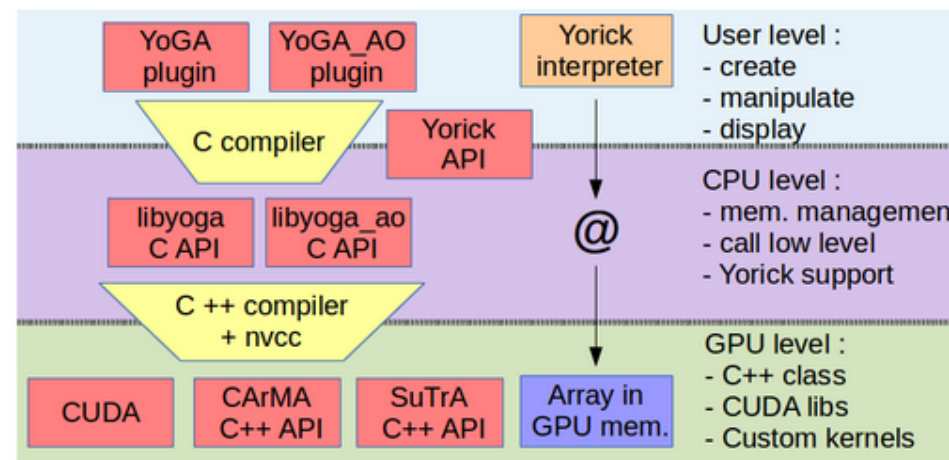 YoGA
plugin
YoGA_AO
plugin
Yorick
interpreter
User level :
- create
- manipulate
- display
C compiler
Yorick
API
libyoga
C API
libyoga_ao
C API
@
CPU level :
- mem. managemen
- call low level
- Yorick support
C ++ compiler
+ nvcc
CUDA
CArMA
C++ API
SuTrA
C++ API
Array in
GPU mem.
GPU level :
- C++ class
- CUDA libs
- Custom kernels